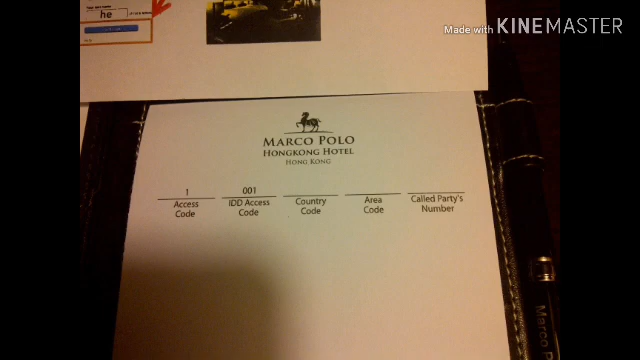 Made with KINEMASTER
he
MARCO POLO
HONGKONG HOTEL
HONG KONG
1 001
Access Code
IDD Access Code
Country Code
Area Code
Called Party's Number
Marco P